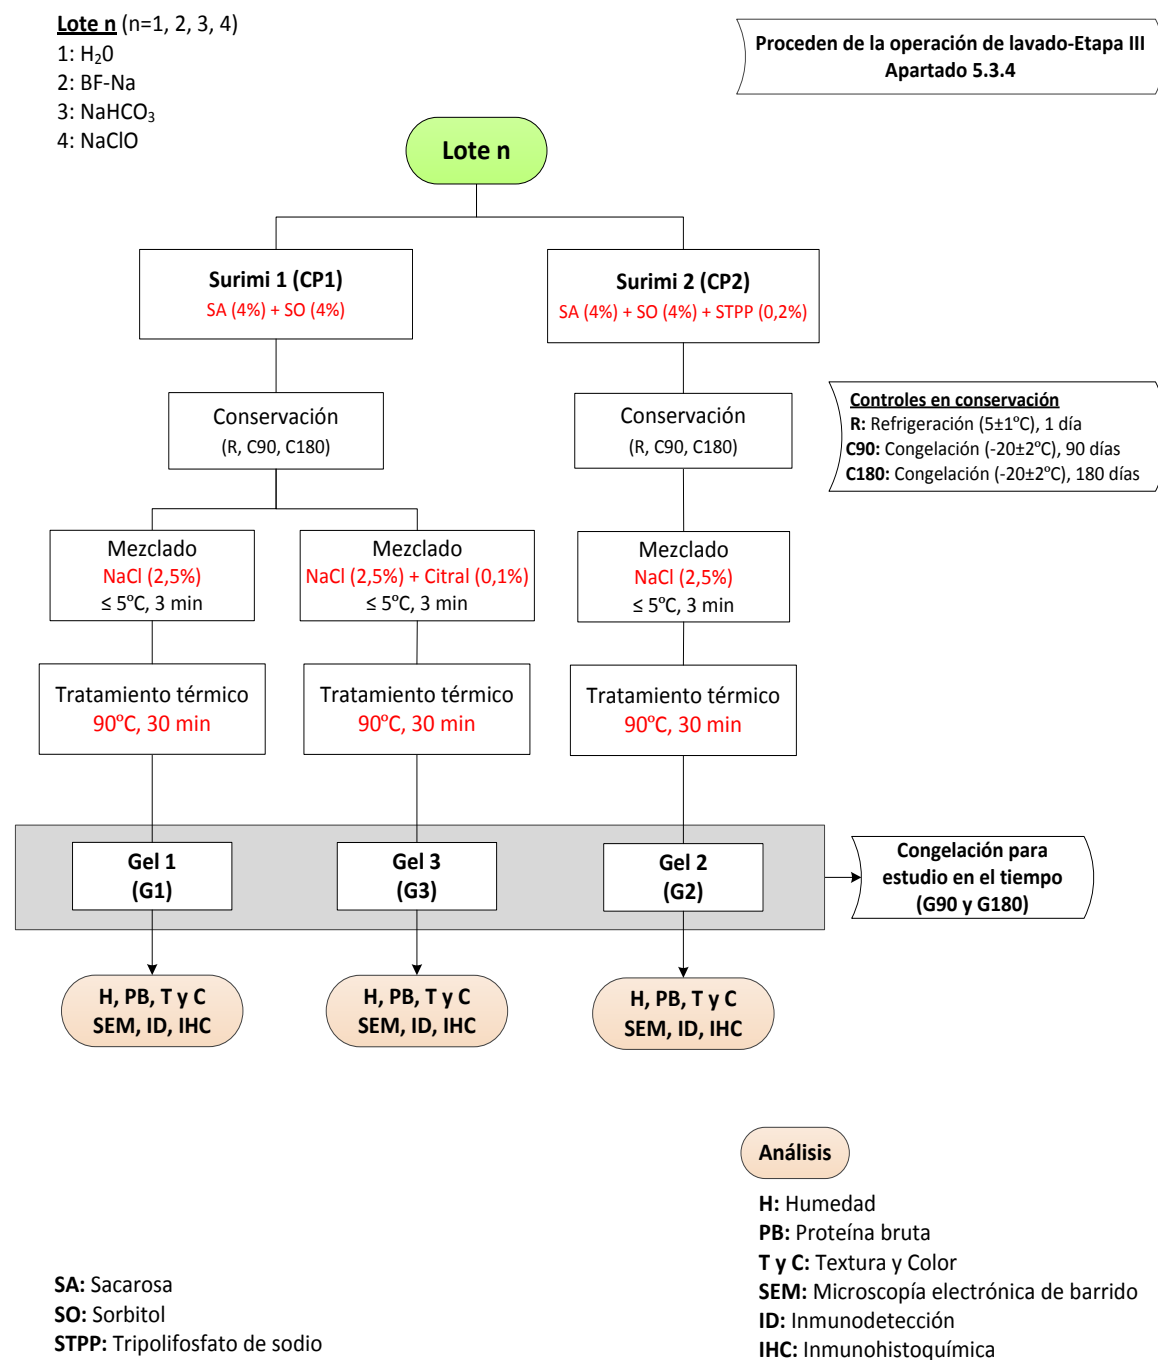 Lote n (n=1, 2, 3, 4)
1: H₂0
2: BF-Na
3: NaHCO₃
4: NaClO
Proceden de la operación de lavado-Etapa III
Apartado 5.3.4
Lote n
Surimi 1 (CP1)
SA (4%) + SO (4%)
Surimi 2 (CP2)
SA (4%) + SO (4%) + STPP (0,2%)
Conservación
(R, C90, C180)
Conservación
(R, C90, C180)
Controles en conservación
R: Refrigeración (5±1ºC), 1 día
C90: Congelación (-20±2ºC), 90 días
C180: Congelación (-20±2ºC), 180 días
Mezclado
NaCl (2,5%)
≤ 5ºC, 3 min
Mezclado
NaCl (2,5%) + Citral (0,1%)
≤ 5ºC, 3 min
Mezclado
NaCl (2,5%)
≤ 5ºC, 3 min
Tratamiento térmico
90ºC, 30 min
Tratamiento térmico
90ºC, 30 min
Tratamiento térmico
90ºC, 30 min
Gel 1
(G1)
Gel 3
(G3)
Gel 2
(G2)
Congelación para
estudio en el tiempo
(G90 y G180)
H, PB, T y C
SEM, ID, IHC
H, PB, T y C
SEM, ID, IHC
H, PB, T y C
SEM, ID, IHC
Análisis
H: Humedad
PB: Proteína bruta
T y C: Textura y Color
SEM: Microscopía electrónica de barrido
ID: Inmunodetección
IHC: Inmunohistoquímica
SA: Sacarosa
SO: Sorbitol
STPP: Tripolifosfato de sodio